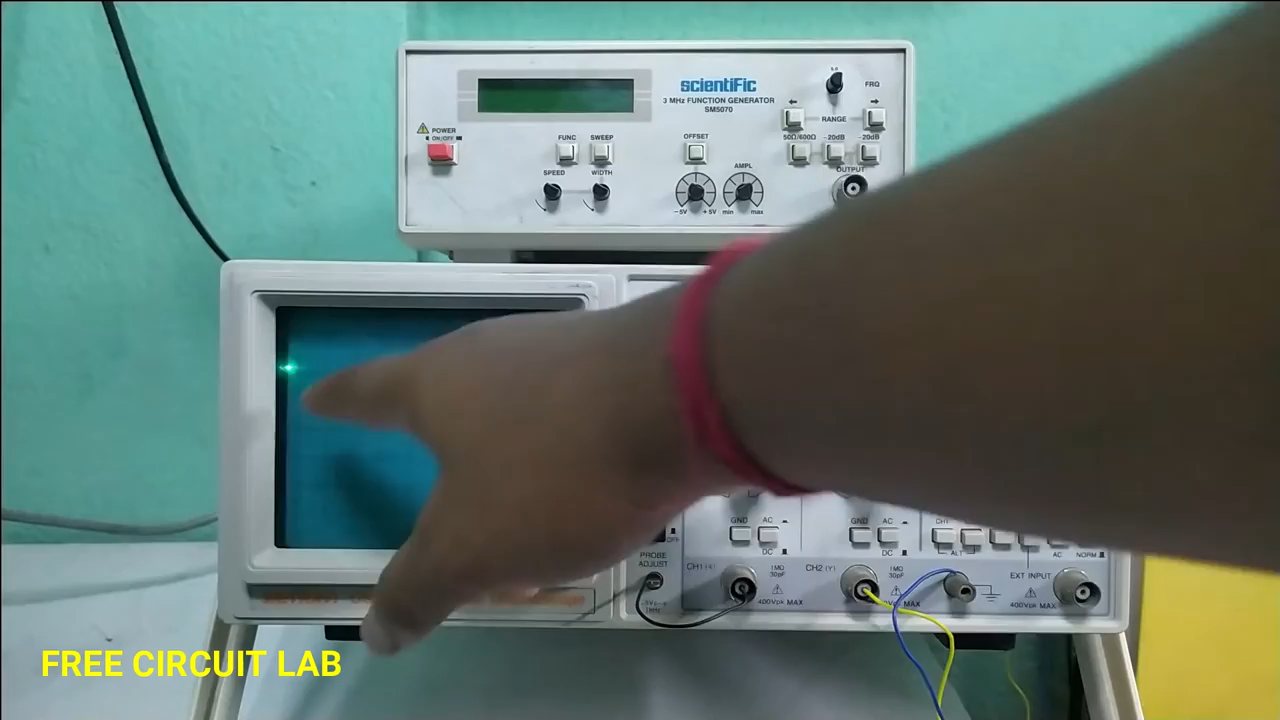 scientiFic
3 MHz FUNCTION GENERATOR
SM5070
FRQ
POWER
ON/OFF
FUNC
SWEEP
OFFSET
RANGE
50Ω/600Ω
-20dB
-20dB
SPEED
WIDTH
AMPL
OUTPUT
-5V
+5V
min
max
GND
AC
DC
OFF
GND
AC
DC
CH1
ALT
AC
NORM
PROBE
ADJUST
CH1
1MΩ
30pF
400Vpk MAX
CH2 (Y)
1MΩ
30pF
400Vpk MAX
EXT INPUT
400Vpk MAX
FREE CIRCUIT LAB